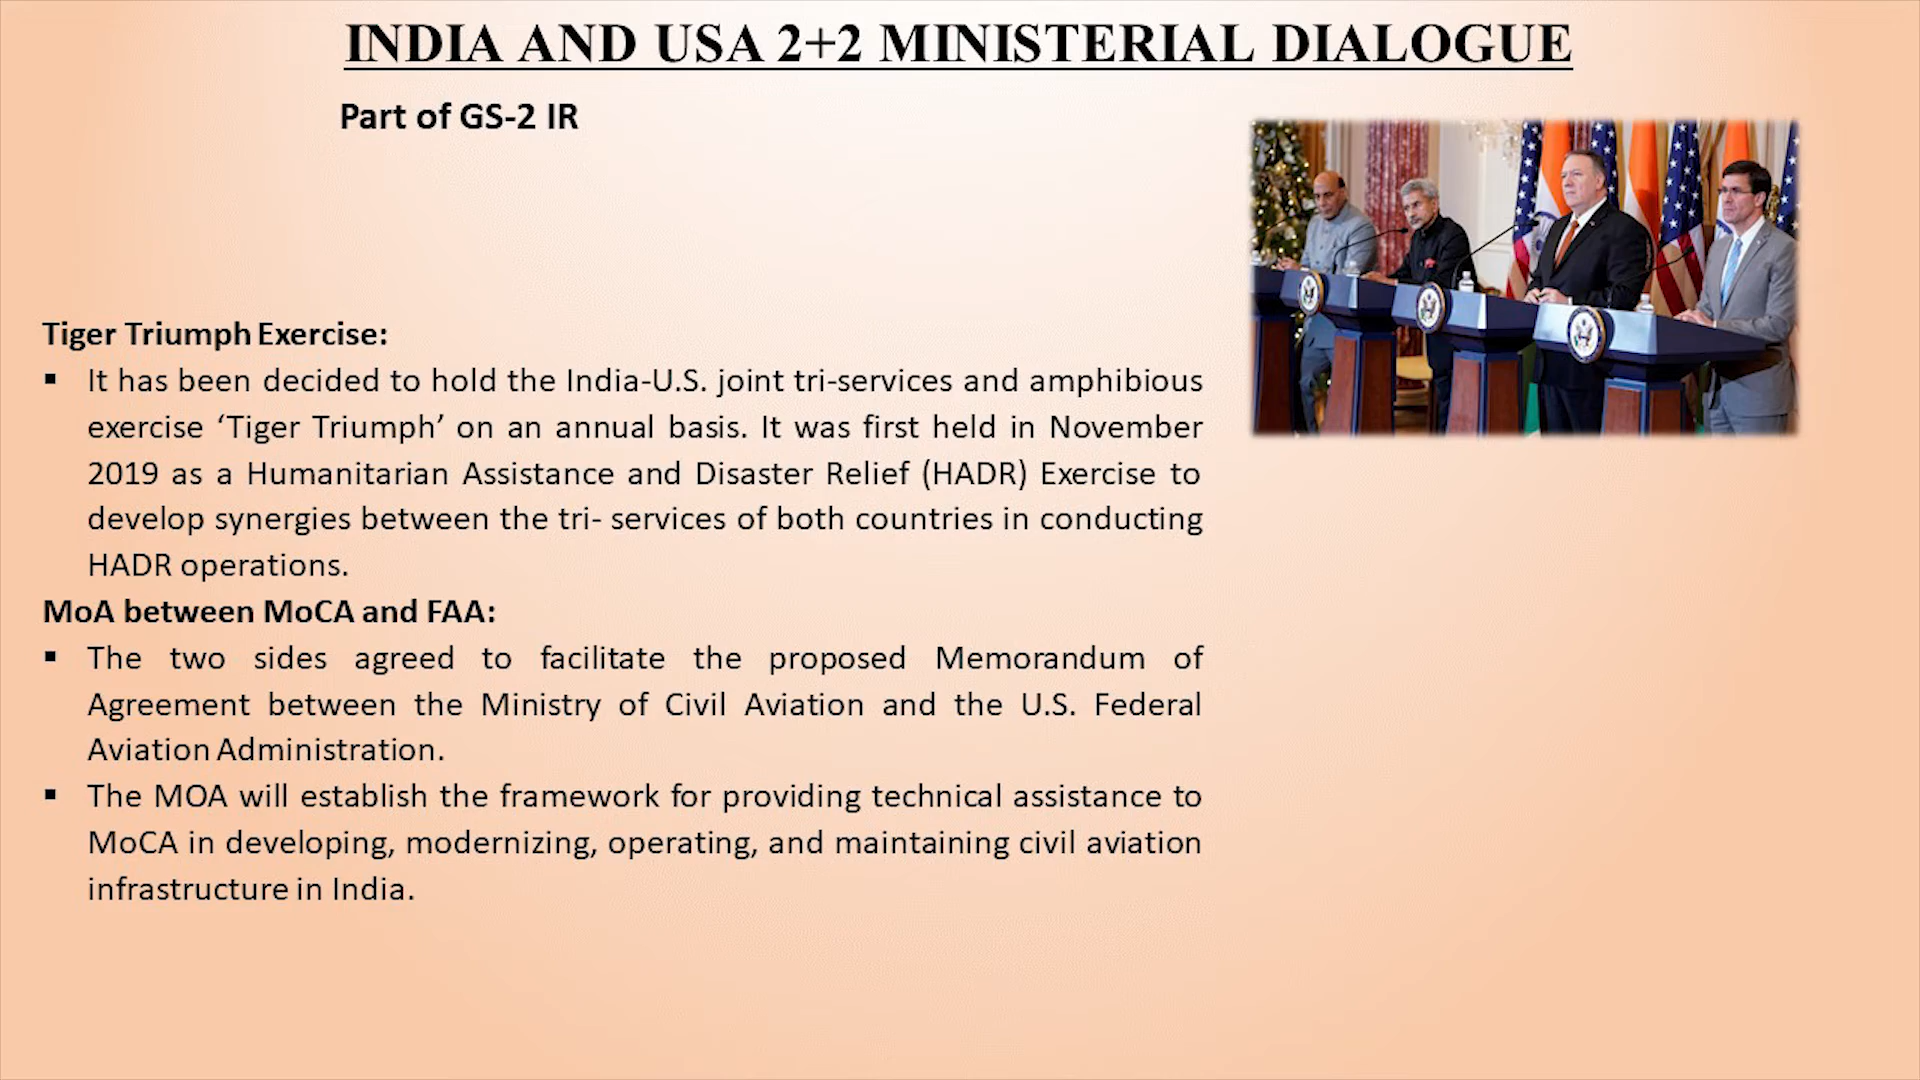 INDIA AND USA 2+2 MINISTERIAL DIALOGUE
Part of GS-2 IR
Tiger Triumph Exercise:
▪ It has been decided to hold the India-U.S. joint tri-services and amphibious
exercise ‘Tiger Triumph’ on an annual basis. It was first held in November
2019 as a Humanitarian Assistance and Disaster Relief (HADR) Exercise to
develop synergies between the tri- services of both countries in conducting
HADR operations.
MoA between MoCA and FAA:
▪ The two sides agreed to facilitate the proposed Memorandum of
Agreement between the Ministry of Civil Aviation and the U.S. Federal
Aviation Administration.
▪ The MOA will establish the framework for providing technical assistance to
MoCA in developing, modernizing, operating, and maintaining civil aviation
infrastructure in India.